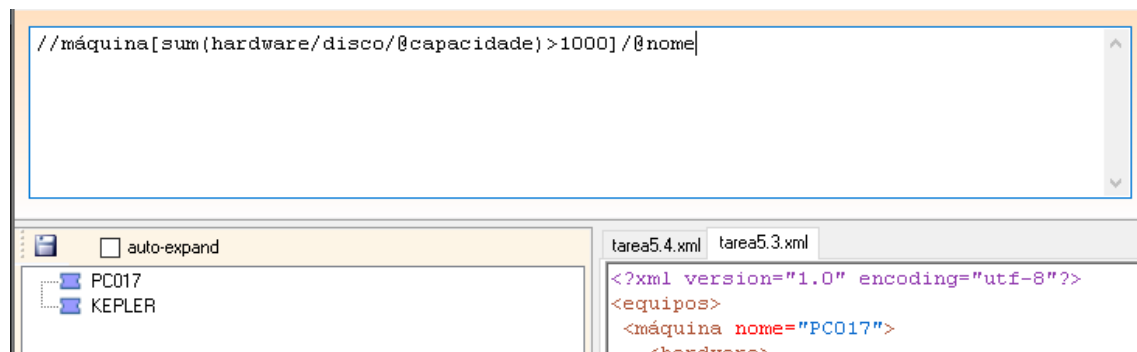 //máquina[sum(hardware/disco/@capacidade)>1000]/@nome
auto-expand
PC017
KEPLER
tarea5.4.xml tarea5.3.xml
<?xml version="1.0" encoding="utf-8"?>
<equipos>
<máquina nome="PC017">
<hardware>